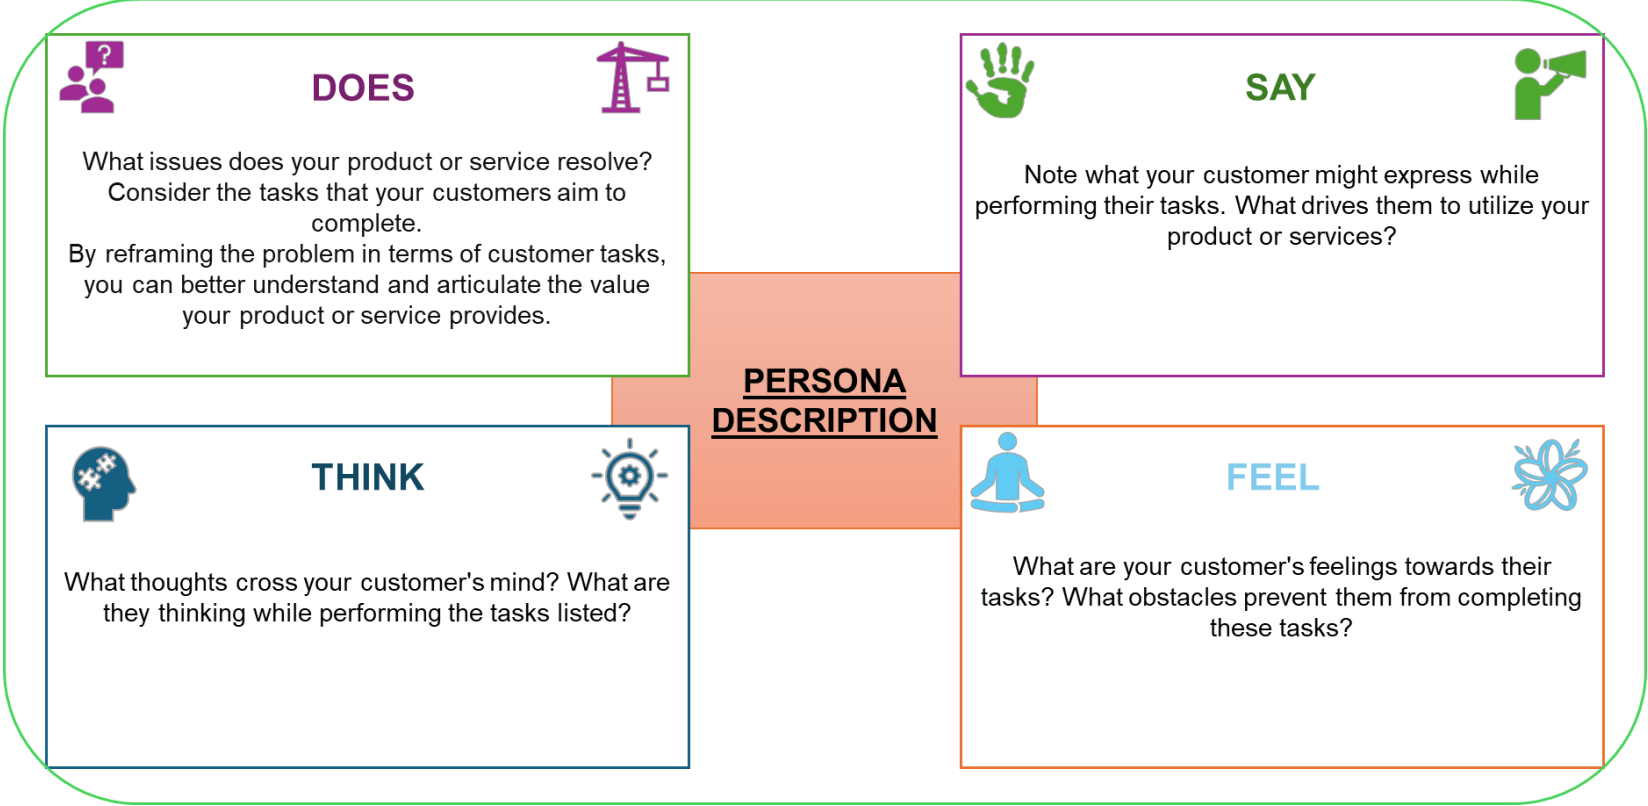 ?
DOES
What issues does your product or service resolve?
Consider the tasks that your customers aim to
complete.
By reframing the problem in terms of customer tasks,
you can better understand and articulate the value
your product or service provides.
SAY
Note what your customer might express while
performing their tasks. What drives them to utilize your
product or services?
PERSONA
DESCRIPTION
THINK
What thoughts cross your customer's mind? What are
they thinking while performing the tasks listed?
FEEL
What are your customer's feelings towards their
tasks? What obstacles prevent them from completing
these tasks?